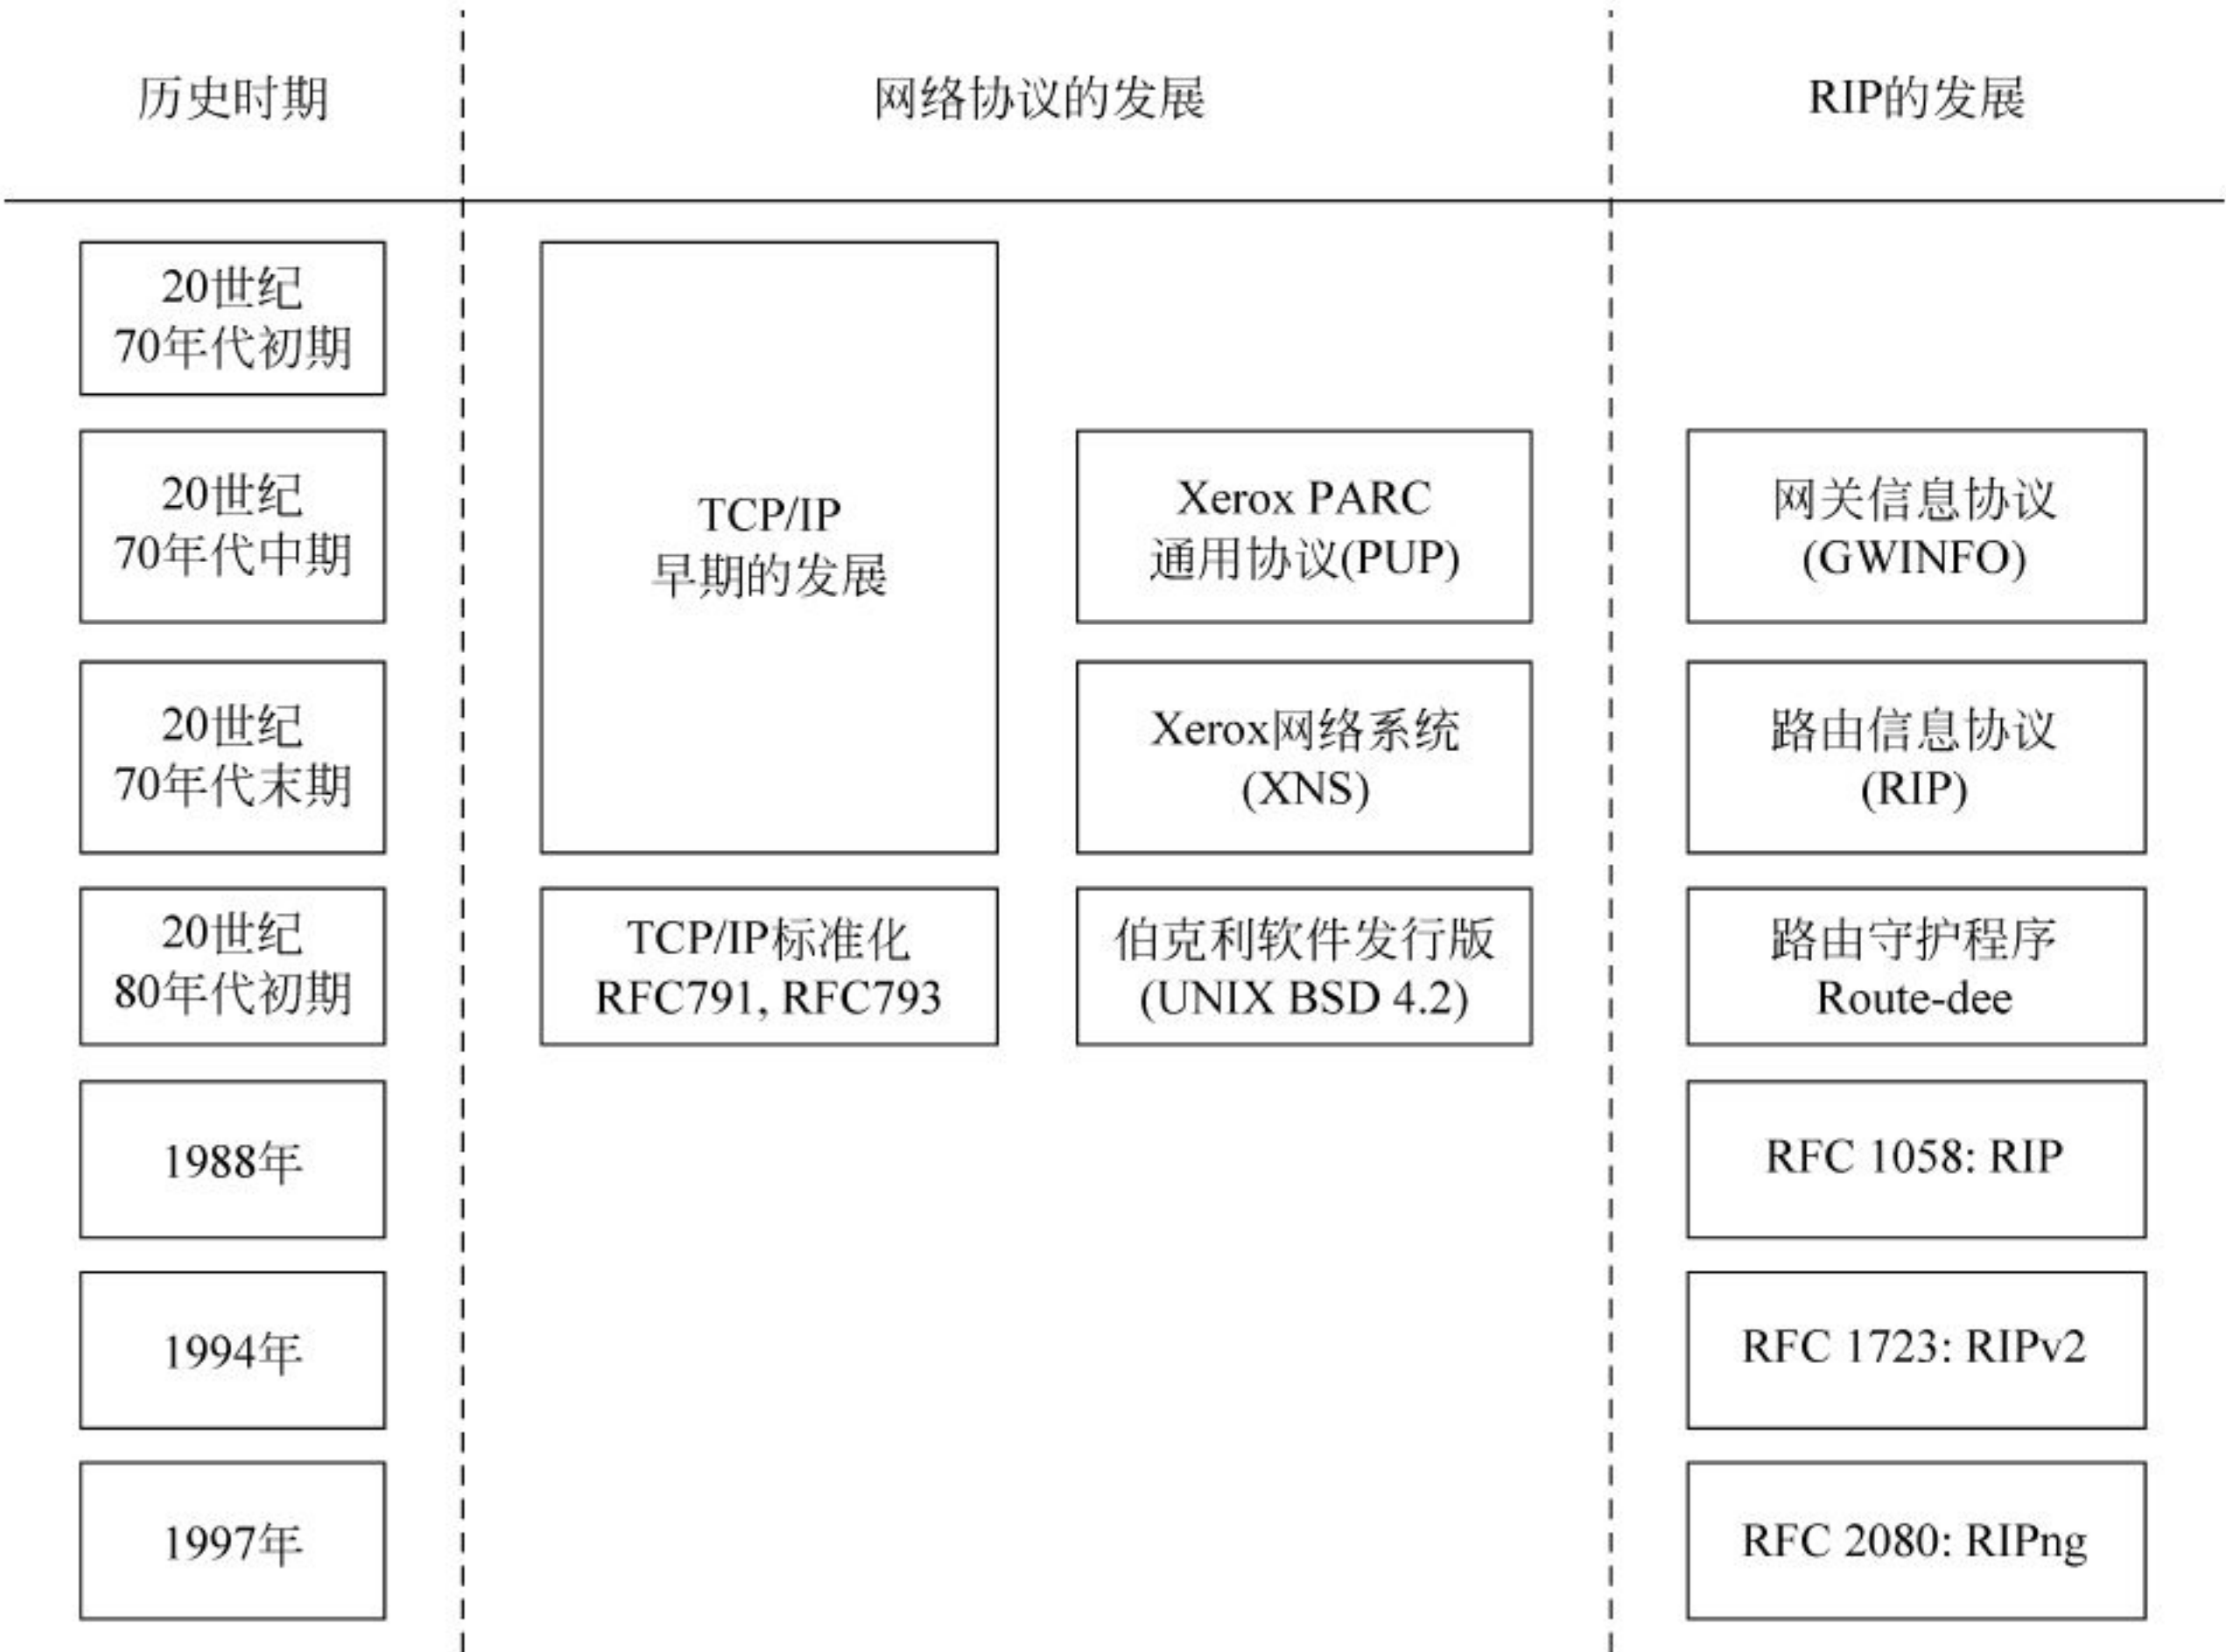 历史时期
网络协议的发展
RIP的发展
20世纪
70年代初期
TCP/IP
早期的发展
20世纪
70年代中期
Xerox PARC
通用协议(PUP)
网关信息协议
(GWINFO)
20世纪
70年代末期
Xerox网络系统
(XNS)
路由信息协议
(RIP)
20世纪
80年代初期
TCP/IP标准化
RFC791, RFC793
伯克利软件发行版
(UNIX BSD 4.2)
路由守护程序
Route-dee
1988年
RFC 1058: RIP
1994年
RFC 1723: RIPv2
1997年
RFC 2080: RIPng